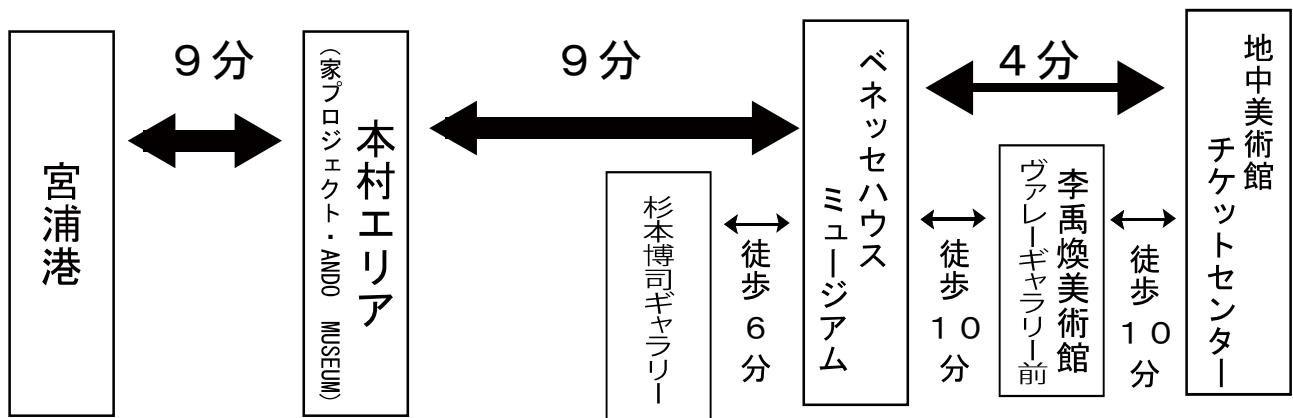 宮浦港
9分
本村エリア
（家プロジェクト・ANDO MUSEUM）
9分
杉本博司ギャラリー
徒歩6分
ベネッセハウス
ミュージアム
4分
徒歩10分
李禹煥美術館
ヴァレーギャラリー前
徒歩10分
地中美術館
チケットセンター